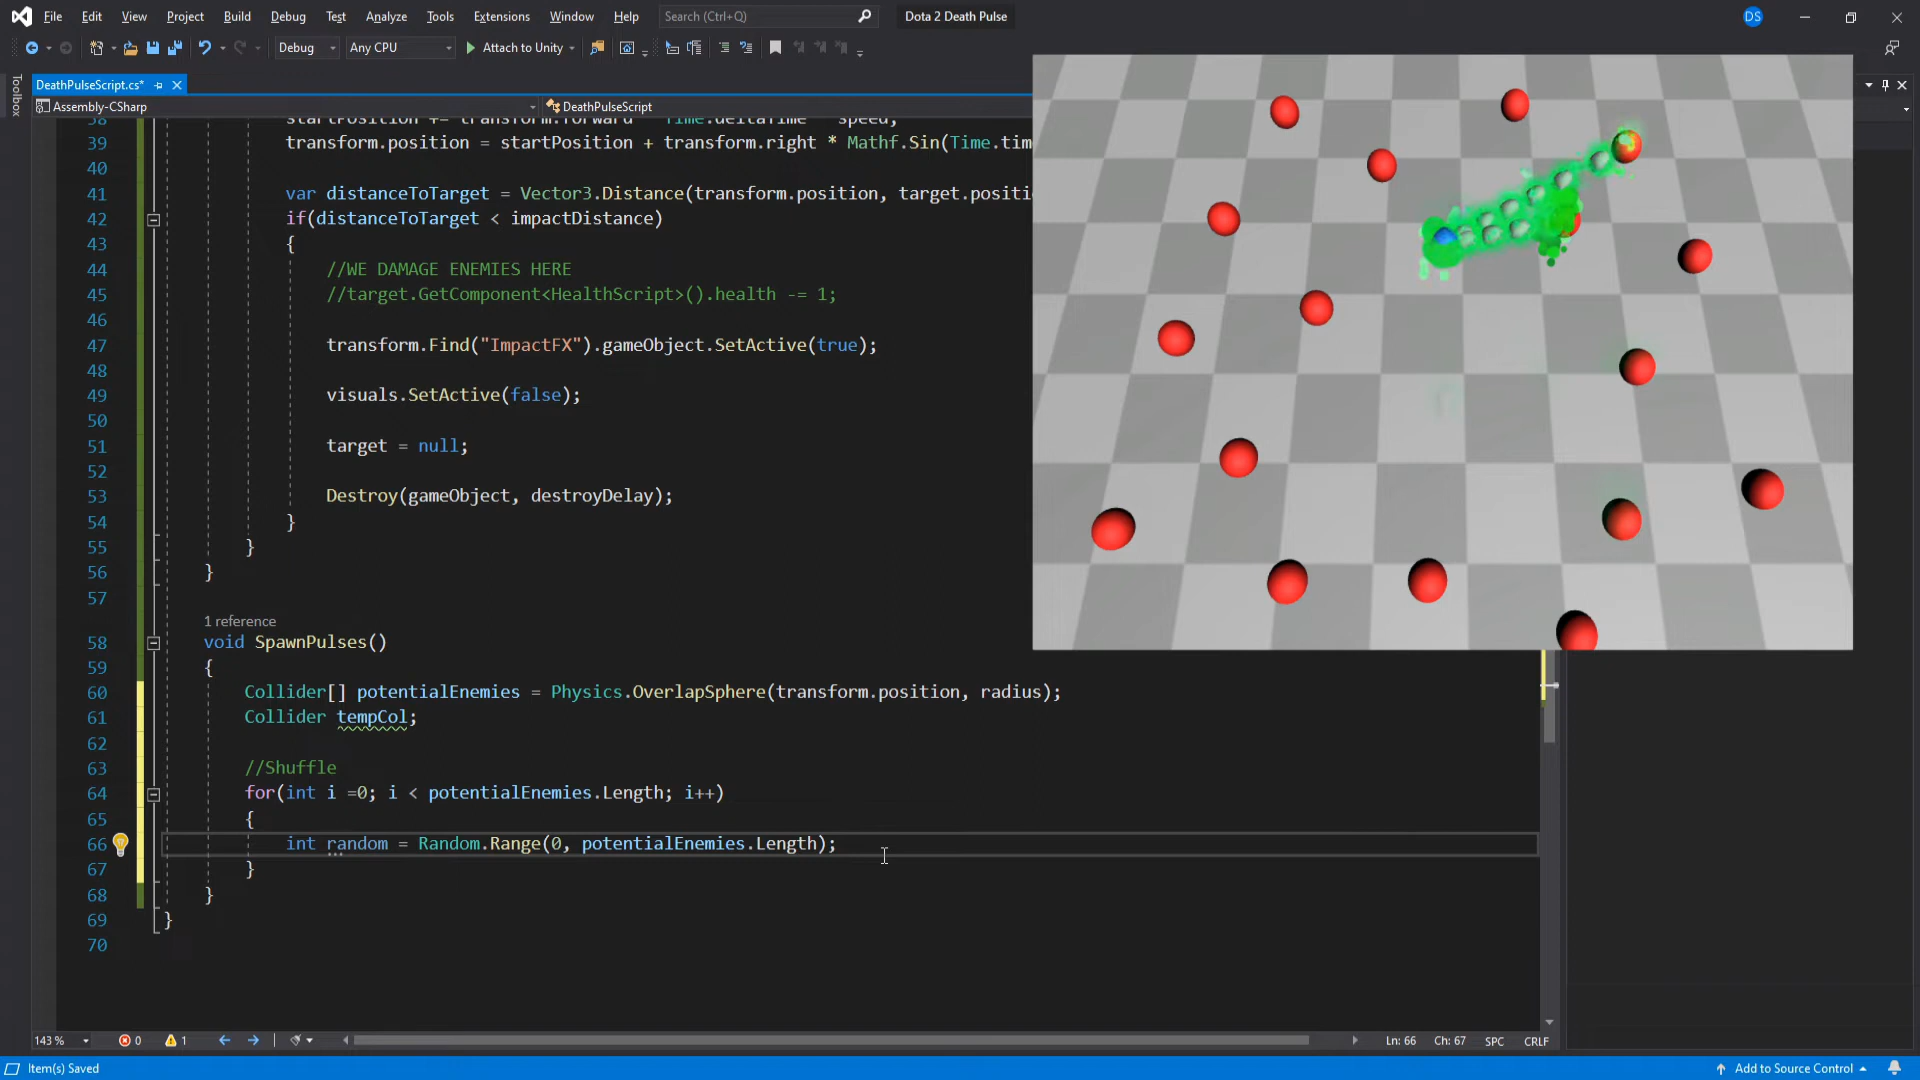 File Edit View Project Build Debug Test Analyze Tools Extensions Window Help Search (Ctrl+Q) Dota 2 Death Pulse DS
Debug Any CPU Attach to Unity
Toolbox
DeathPulseScript.cs*
Assembly-CSharp DeathPulseScript
38 startPosition += transform.forward * Time.deltaTime * speed;
39 transform.position = startPosition + transform.right * Mathf.Sin(Time.tim
40
41 var distanceToTarget = Vector3.Distance(transform.position, target.positi
42 if(distanceToTarget < impactDistance)
43 {
44 //WE DAMAGE ENEMIES HERE
45 //target.GetComponent<HealthScript>().health -= 1;
46
47 transform.Find("ImpactFX").gameObject.SetActive(true);
48
49 visuals.SetActive(false);
50
51 target = null;
52
53 Destroy(gameObject, destroyDelay);
54 }
55 }
56 }
57
1 reference
58 void SpawnPulses()
59 {
60 Collider[] potentialEnemies = Physics.OverlapSphere(transform.position, radius);
61 Collider tempCol;
62
63 //Shuffle
64 for(int i =0; i < potentialEnemies.Length; i++)
65 {
66 int random = Random.Range(0, potentialEnemies.Length);
67 }
68 }
69 }
70
143 % 0 1 Ln: 66 Ch: 67 SPC CRLF
Item(s) Saved Add to Source Control